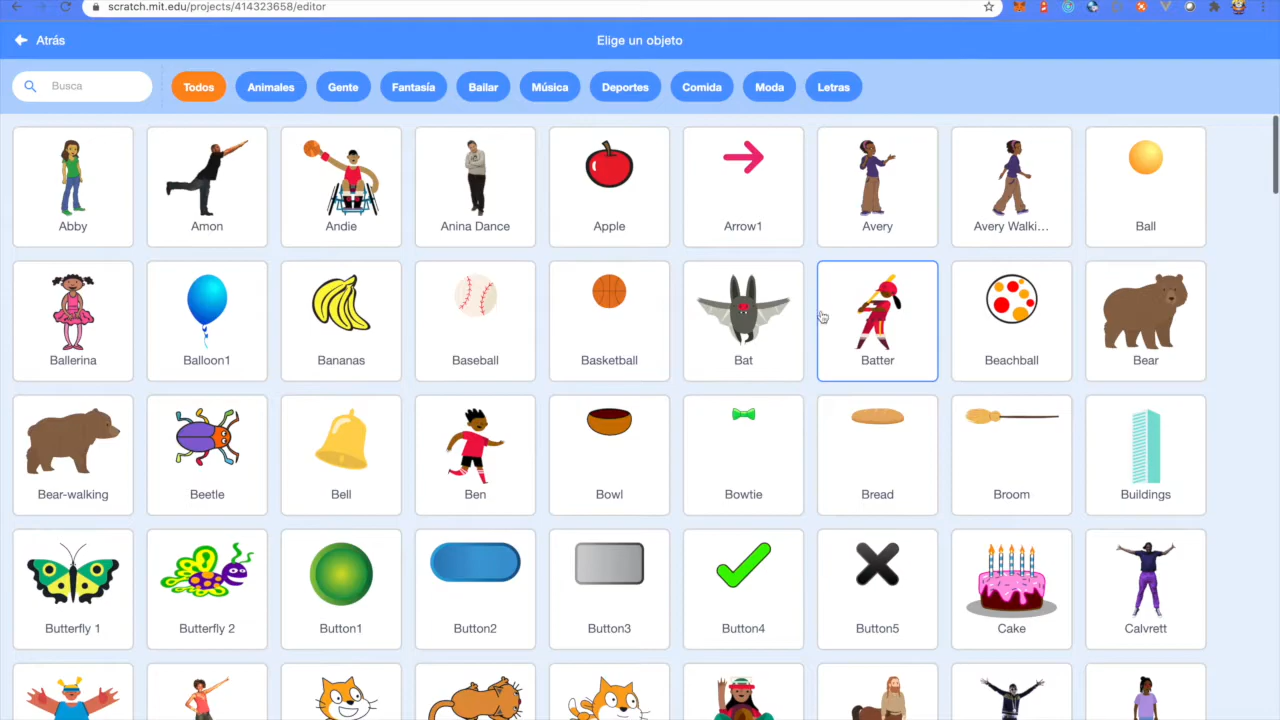 scratch.mit.edu/projects/414323658/editor
Atrás
Elige un objeto
Busca
Todos
Animales
Gente
Fantasía
Bailar
Música
Deportes
Comida
Moda
Letras
Abby
Amon
Andie
Anina Dance
Apple
Arrow1
Avery
Avery Walki...
Ball
Ballerina
Balloon1
Bananas
Baseball
Basketball
Bat
Batter
Beachball
Bear
Bear-walking
Beetle
Bell
Ben
Bowl
Bowtie
Bread
Broom
Buildings
Butterfly 1
Butterfly 2
Button1
Button2
Button3
Button4
Button5
Cake
Calvrett